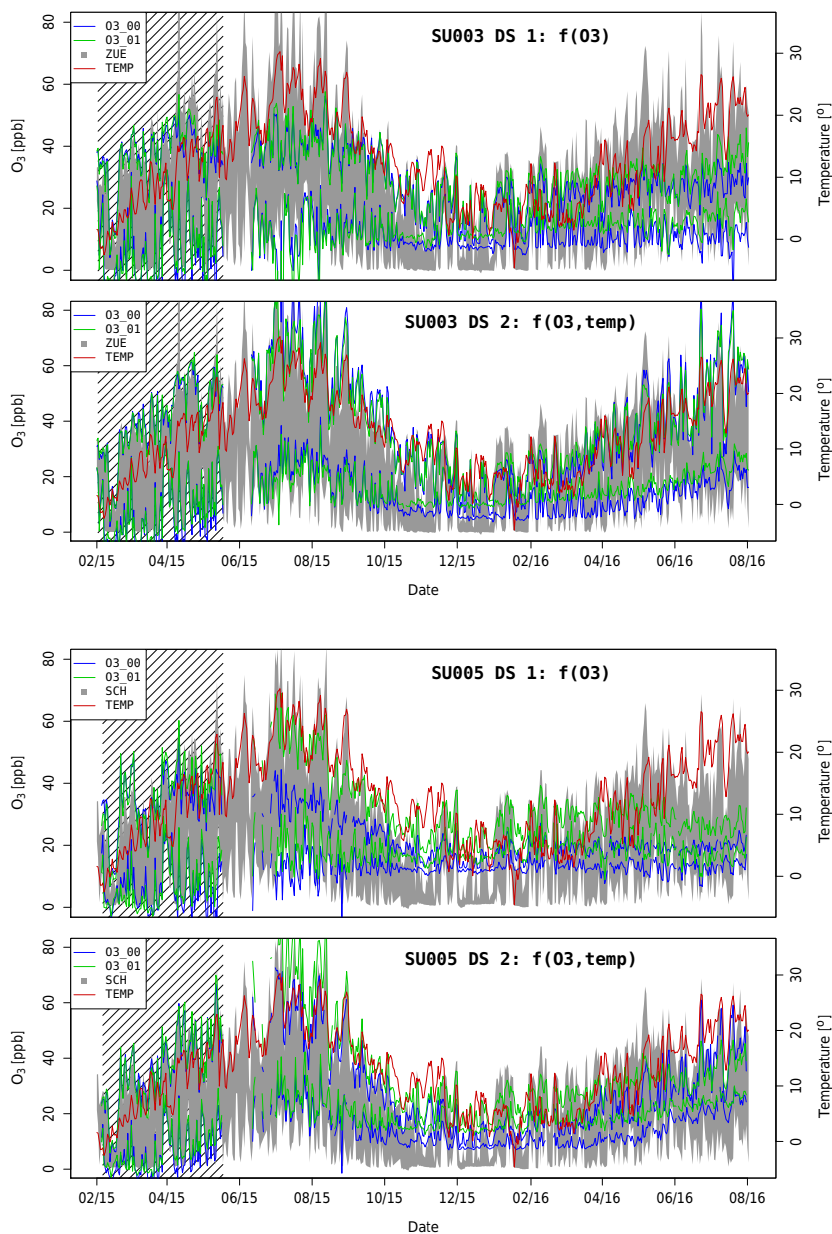 SU003 DS 1: f(O3)
O3_00
O3_01
ZUE
TEMP
O3 [ppb]
0 20 40 60 80
Temperature [°]
0 10 20 30
SU003 DS 2: f(O3,temp)
O3_00
O3_01
ZUE
TEMP
O3 [ppb]
0 20 40 60 80
Temperature [°]
0 10 20 30
02/15 04/15 06/15 08/15 10/15 12/15 02/16 04/16 06/16 08/16
Date
SU005 DS 1: f(O3)
O3_00
O3_01
SCH
TEMP
O3 [ppb]
0 20 40 60 80
Temperature [°]
0 10 20 30
SU005 DS 2: f(O3,temp)
O3_00
O3_01
SCH
TEMP
O3 [ppb]
0 20 40 60 80
Temperature [°]
0 10 20 30
02/15 04/15 06/15 08/15 10/15 12/15 02/16 04/16 06/16 08/16
Date